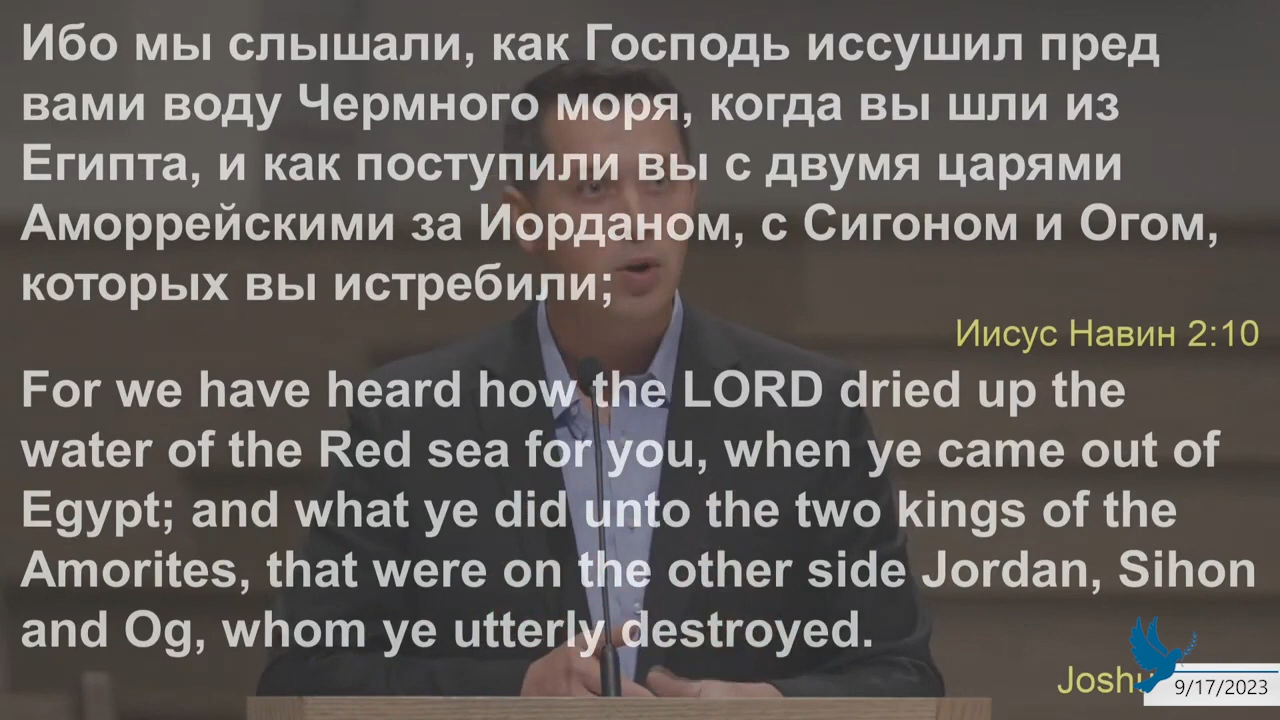 Ибо мы слышали, как Господь иссушил пред
вами воду Чермного моря, когда вы шли из
Египта, и как поступили вы с двумя царями
Аморрейскими за Иорданом, с Сигоном и Огом,
которых вы истребили;
Иисус Навин 2:10
For we have heard how the LORD dried up the
water of the Red sea for you, when ye came out of
Egypt; and what ye did unto the two kings of the
Amorites, that were on the other side Jordan, Sihon
and Og, whom ye utterly destroyed.
9/17/2023